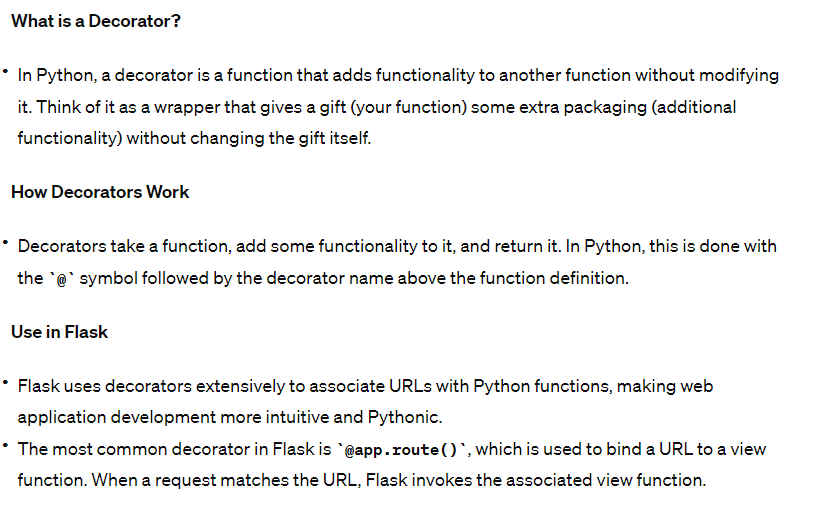 What is a Decorator?
• In Python, a decorator is a function that adds functionality to another function without modifying
it. Think of it as a wrapper that gives a gift (your function) some extra packaging (additional
functionality) without changing the gift itself.
How Decorators Work
• Decorators take a function, add some functionality to it, and return it. In Python, this is done with
the `@` symbol followed by the decorator name above the function definition.
Use in Flask
• Flask uses decorators extensively to associate URLs with Python functions, making web
application development more intuitive and Pythonic.
• The most common decorator in Flask is `@app.route()`, which is used to bind a URL to a view
function. When a request matches the URL, Flask invokes the associated view function.